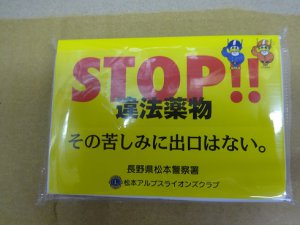 STOP!!
違法薬物
その苦しみに出口はない。
長野県松本警察署
松本アルプスライオンズクラブ